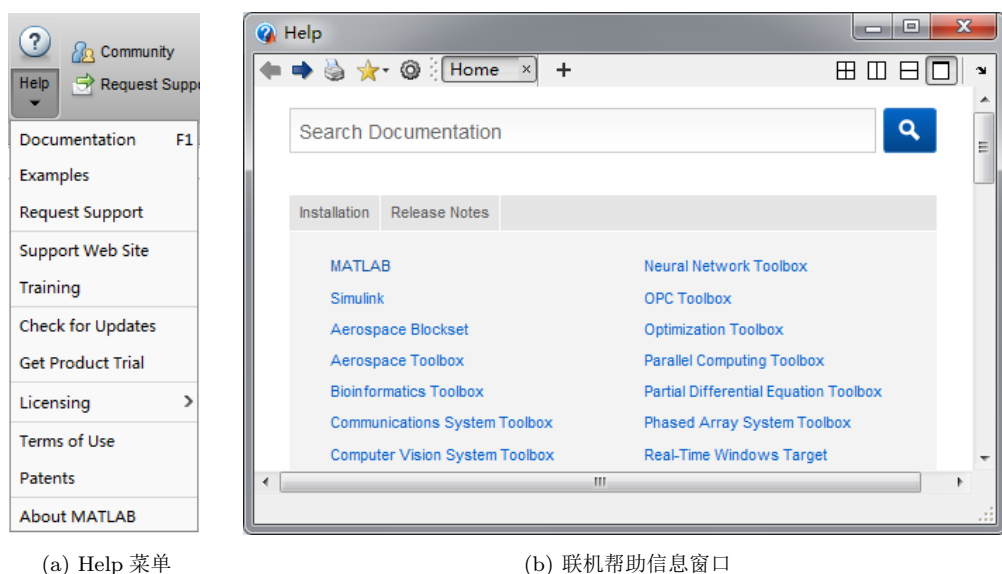 Community
Help
Request Supp
Documentation F1
Examples
Request Support
Support Web Site
Training
Check for Updates
Get Product Trial
Licensing
Terms of Use
Patents
About MATLAB
(a) Help 菜单
Help
Home
Search Documentation
Installation Release Notes
MATLAB Neural Network Toolbox
Simulink OPC Toolbox
Aerospace Blockset Optimization Toolbox
Aerospace Toolbox Parallel Computing Toolbox
Bioinformatics Toolbox Partial Differential Equation Toolbox
Communications System Toolbox Phased Array System Toolbox
Computer Vision System Toolbox Real-Time Windows Target
(b) 联机帮助信息窗口